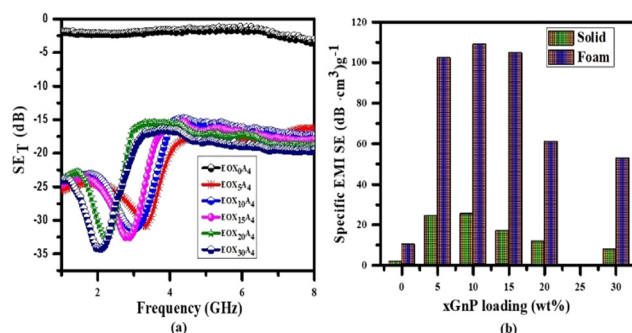 (a)
0
-5
-10
-15
-20
-25
-30
-35
SE_T (dB)
EOX₀A₄
EOX₅A₄
EOX₁₀A₄
EOX₁₅A₄
EOX₂₀A₄
EOX₃₀A₄
2 4 6 8
Frequency (GHz)
(a)
Solid
Foam
120
100
80
60
40
20
0
Specific EMI SE (dB ·cm³)g⁻¹
0 5 10 15 20 25 30
xGnP loading (wt%)
(b)